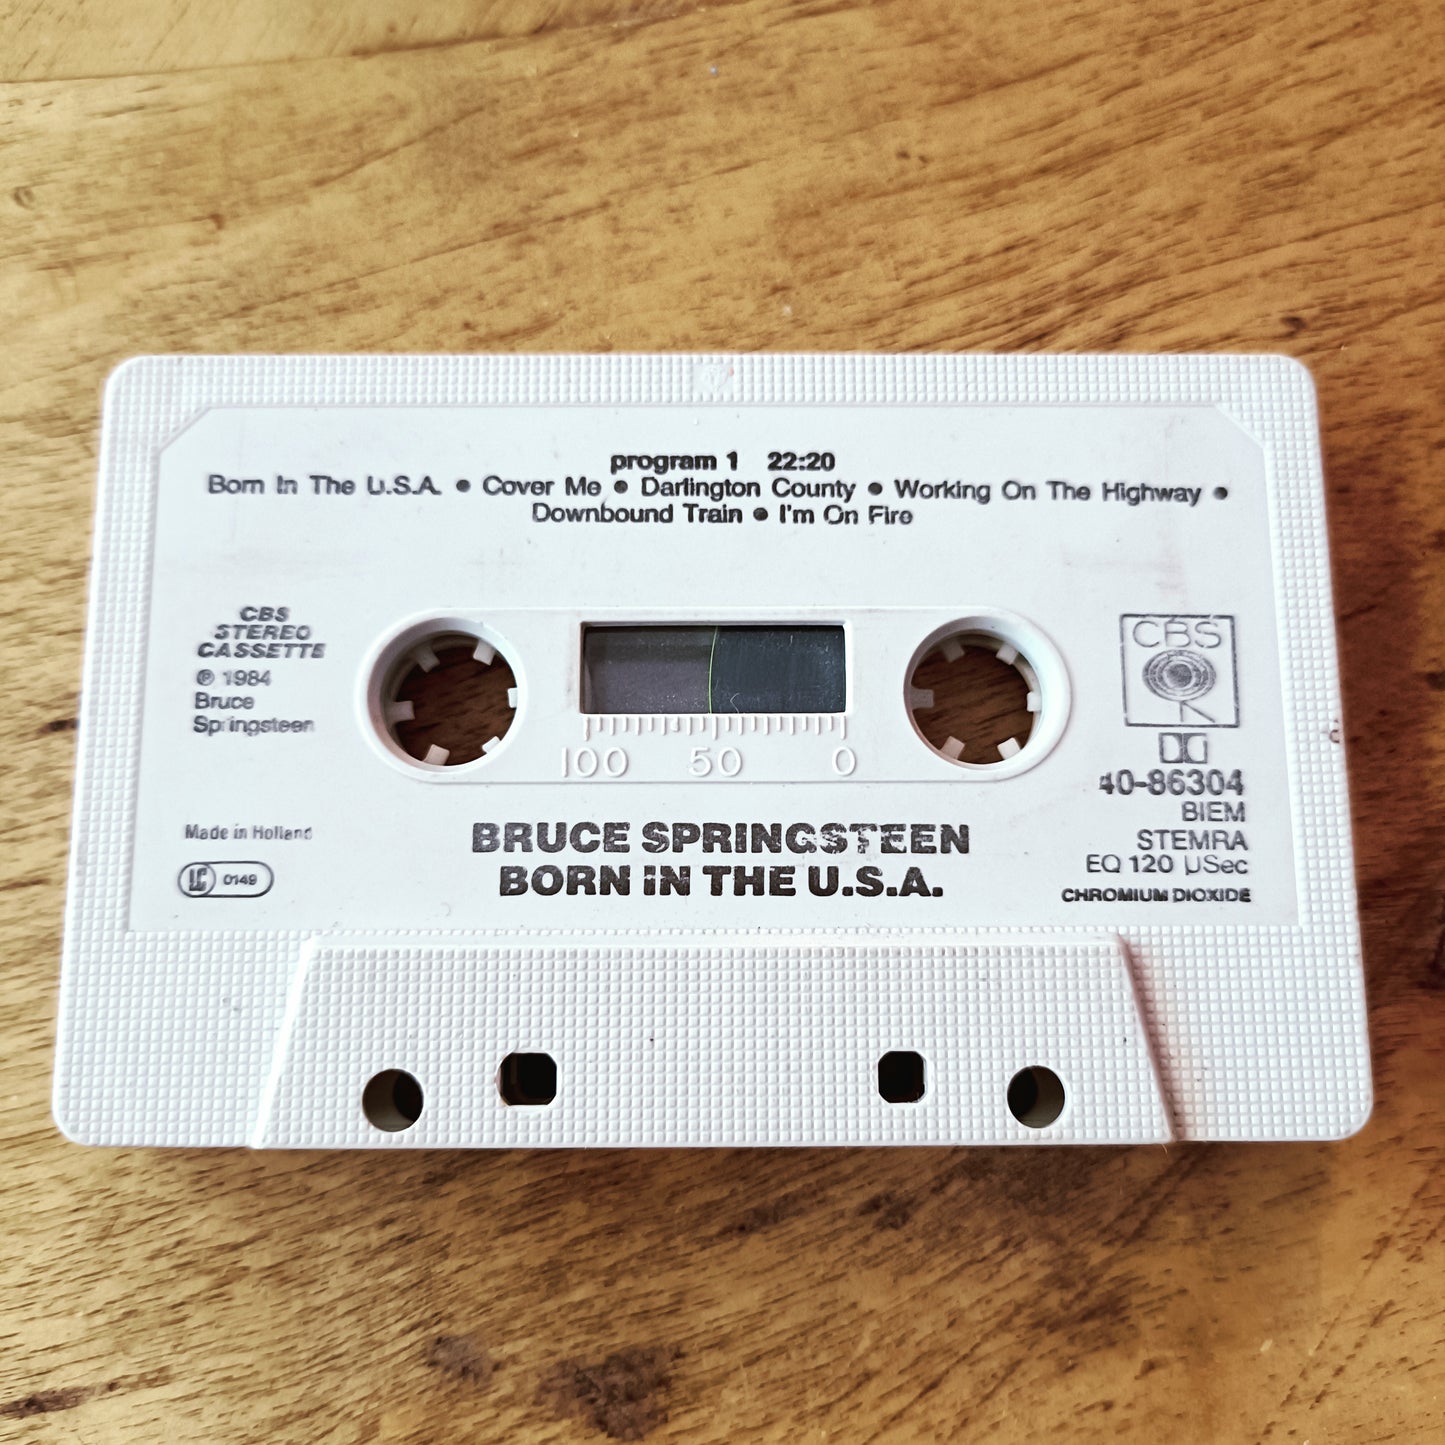 program 1 22:20
Born In The U.S.A. • Cover Me • Darlington County • Working On The Highway •
Downbound Train • I'm On Fire
CBS
STEREO
CASSETTE
℗ 1984
Bruce
Springsteen
100 50 0
CBS
40-86304
BIEM
STEMRA
EQ 120 µSec
CHROMIUM DIOXIDE
Made in Holland
LC 0149
BRUCE SPRINGSTEEN
BORN IN THE U.S.A.